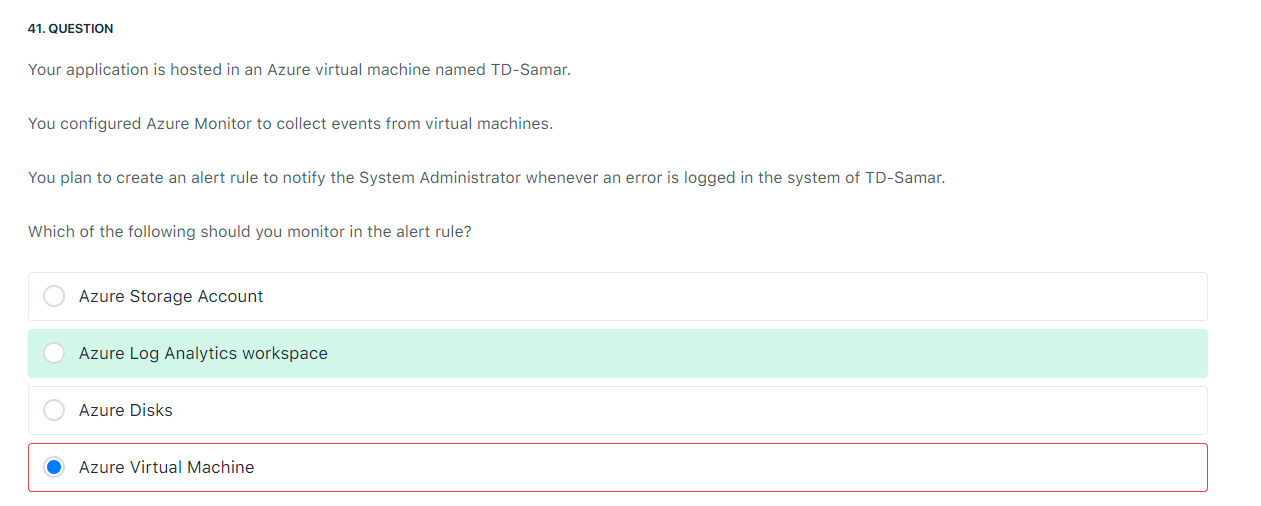 41. QUESTION
Your application is hosted in an Azure virtual machine named TD-Samar.
You configured Azure Monitor to collect events from virtual machines.
You plan to create an alert rule to notify the System Administrator whenever an error is logged in the system of TD-Samar.
Which of the following should you monitor in the alert rule?
Azure Storage Account
Azure Log Analytics workspace
Azure Disks
Azure Virtual Machine